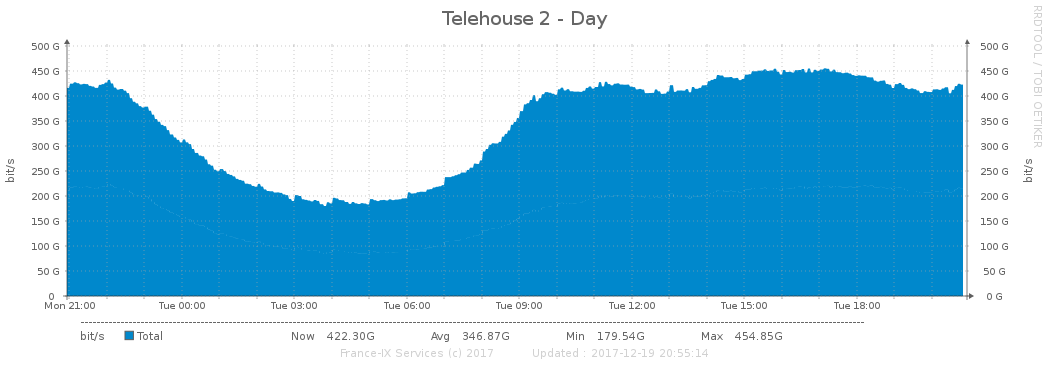 Telehouse 2 - Day
RRDTOOL / TOBI OETIKER
bit/s
500 G 500 G
450 G 450 G
400 G 400 G
350 G 350 G
300 G 300 G
250 G 250 G
200 G 200 G
150 G 150 G
100 G 100 G
50 G 50 G
0 0 G
bit/s
Mon 21:00 Tue 00:00 Tue 03:00 Tue 06:00 Tue 09:00 Tue 12:00 Tue 15:00 Tue 18:00
bit/s Total Now 422.30G Avg 346.87G Min 179.54G Max 454.85G
France-IX Services (c) 2017 Updated : 2017-12-19 20:55:14